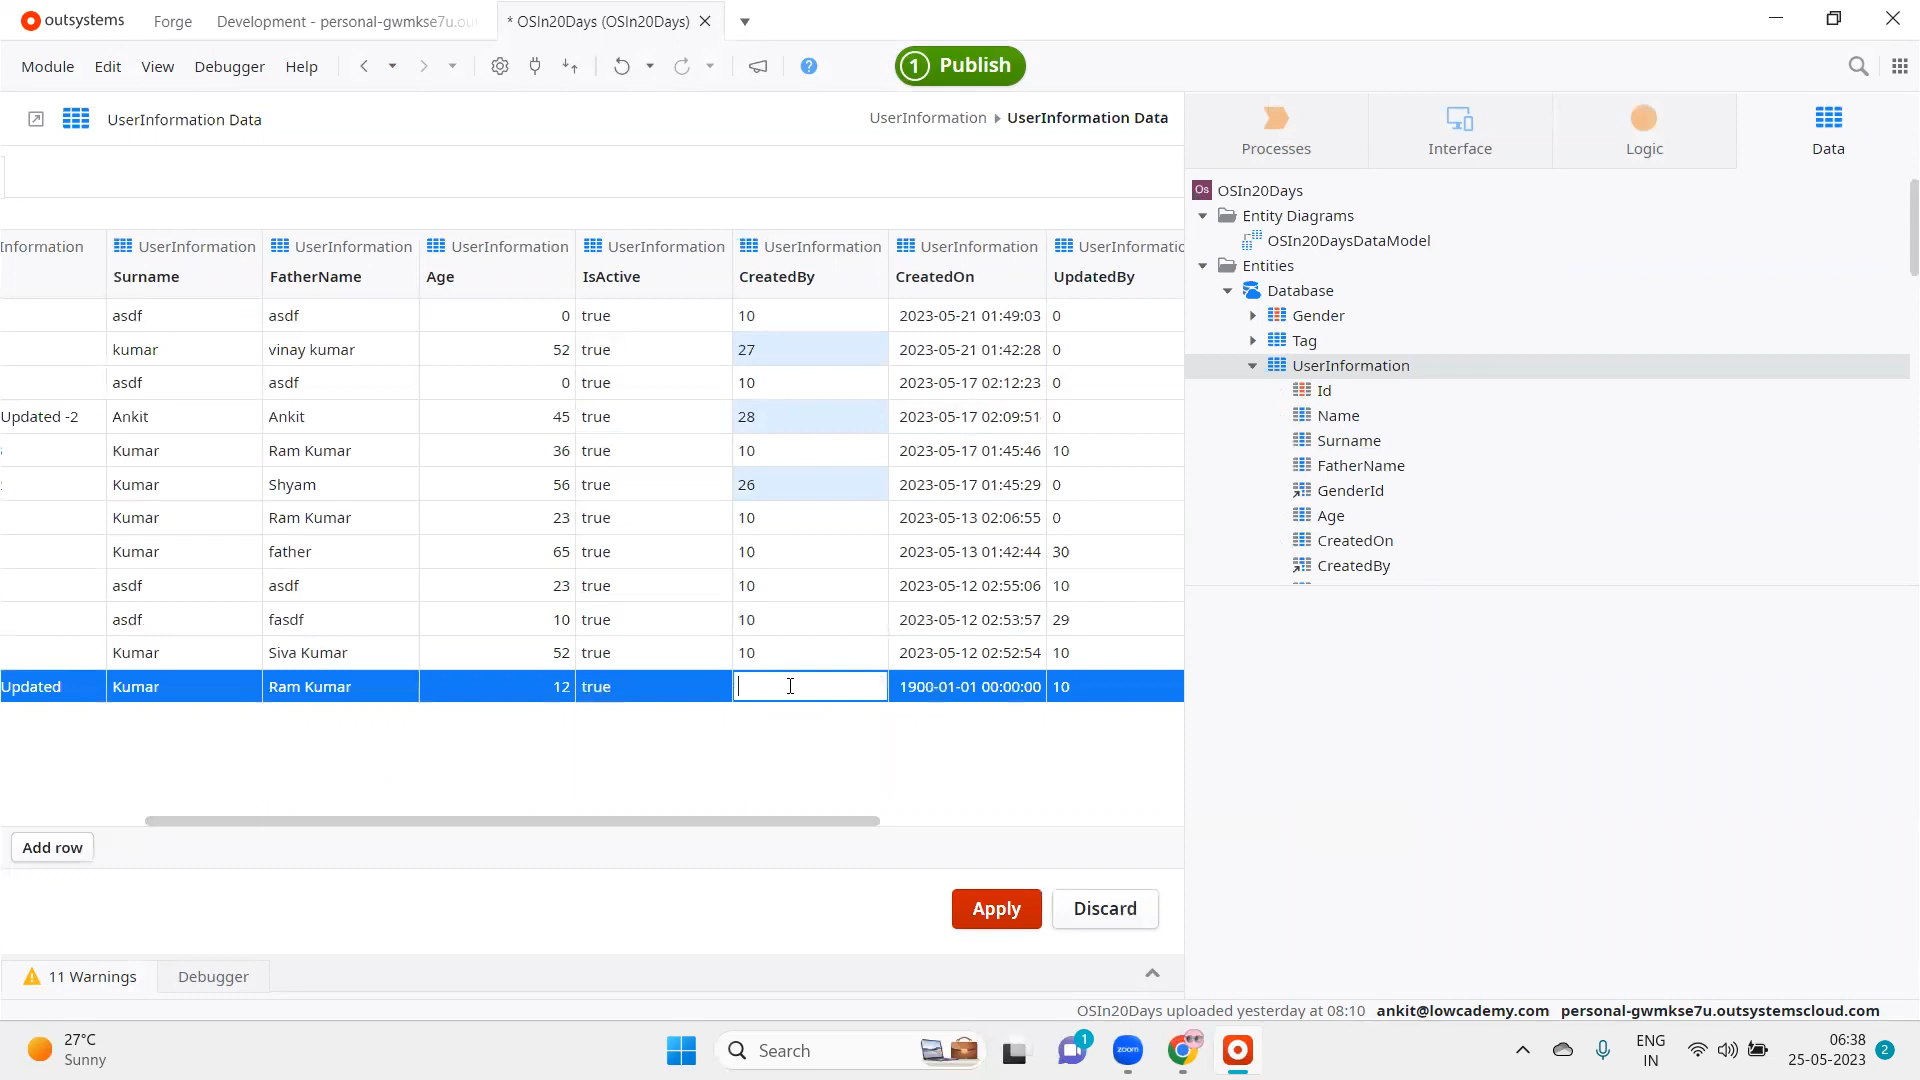 outsystems Forge Development - personal-gwmkse7u.ou * OSIn20Days (OSIn20Days)
Module Edit View Debugger Help 1 Publish
UserInformation Data UserInformation UserInformation Data
Processes Interface Logic Data
nformation UserInformation UserInformation UserInformation UserInformation UserInformation UserInformation UserInformatic
Surname FatherName Age IsActive CreatedBy CreatedOn UpdatedBy
asdf asdf 0 true 10 2023-05-21 01:49:03 0
kumar vinay kumar 52 true 27 2023-05-21 01:42:28 0
asdf asdf 0 true 10 2023-05-17 02:12:23 0
Updated -2 Ankit Ankit 45 true 28 2023-05-17 02:09:51 0
Kumar Ram Kumar 36 true 10 2023-05-17 01:45:46 10
Kumar Shyam 56 true 26 2023-05-17 01:45:29 0
Kumar Ram Kumar 23 true 10 2023-05-13 02:06:55 0
Kumar father 65 true 10 2023-05-13 01:42:44 30
asdf asdf 23 true 10 2023-05-12 02:55:06 10
asdf fasdf 10 true 10 2023-05-12 02:53:57 29
Kumar Siva Kumar 52 true 10 2023-05-12 02:52:54 10
Updated Kumar Ram Kumar 12 true 1900-01-01 00:00:00 10
Add row
Apply Discard
11 Warnings Debugger
Os OSIn20Days
Entity Diagrams
OSIn20DaysDataModel
Entities
Database
Gender
Tag
UserInformation
Id
Name
Surname
FatherName
GenderId
Age
CreatedOn
CreatedBy
OSIn20Days uploaded yesterday at 08:10 ankit@lowcademy.com personal-gwmkse7u.outsystemscloud.com
27°C
Sunny
Search
1
zoom
ENG
IN
06:38
25-05-2023
2